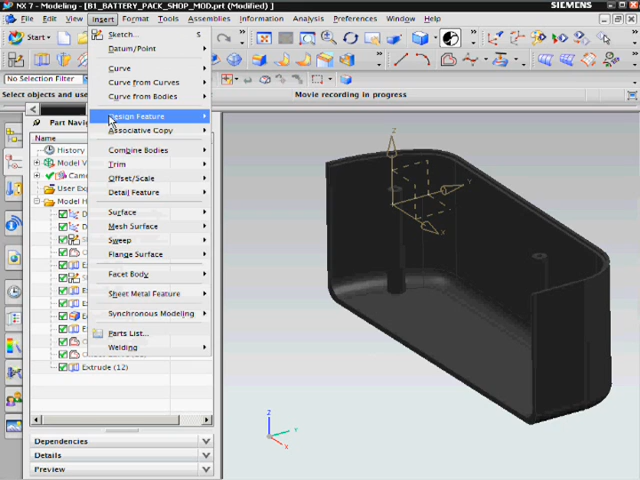 NX 7 - Modeling - [B1_BATTERY_PACK_SHOP_MOD.prt (Modified) ]
SIEMENS
File Edit View Insert Format Tools Assemblies Information Analysis Preferences Window Help
Start
No Selection Filter
Select objects and use
Movie recording in progress
Part Nav
Name
History
Model V
Cam
User Exp
Model H
Extrude (12)
Dependencies
Details
Preview
Sketch... S
Datum/Point
Curve
Curve from Curves
Curve from Bodies
Design Feature
Associative Copy
Combine Bodies
Trim
Offset/Scale
Detail Feature
Surface
Mesh Surface
Sweep
Flange Surface
Facet Body
Sheet Metal Feature
Synchronous Modeling
Parts List...
Welding
Z
Y
X
Z
Y
X